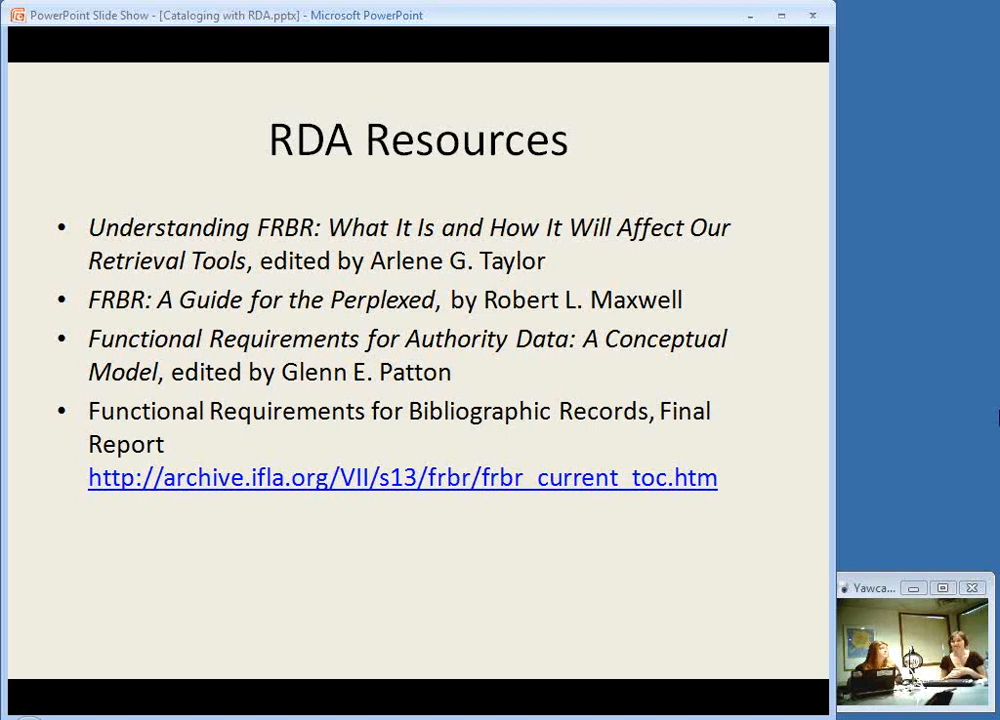 PowerPoint Slide Show - [Cataloging with RDA.pptx] - Microsoft PowerPoint
RDA Resources
• Understanding FRBR: What It Is and How It Will Affect Our
Retrieval Tools, edited by Arlene G. Taylor
• FRBR: A Guide for the Perplexed, by Robert L. Maxwell
• Functional Requirements for Authority Data: A Conceptual
Model, edited by Glenn E. Patton
• Functional Requirements for Bibliographic Records, Final
Report
http://archive.ifla.org/VII/s13/frbr/frbr_current_toc.htm
Yawca...